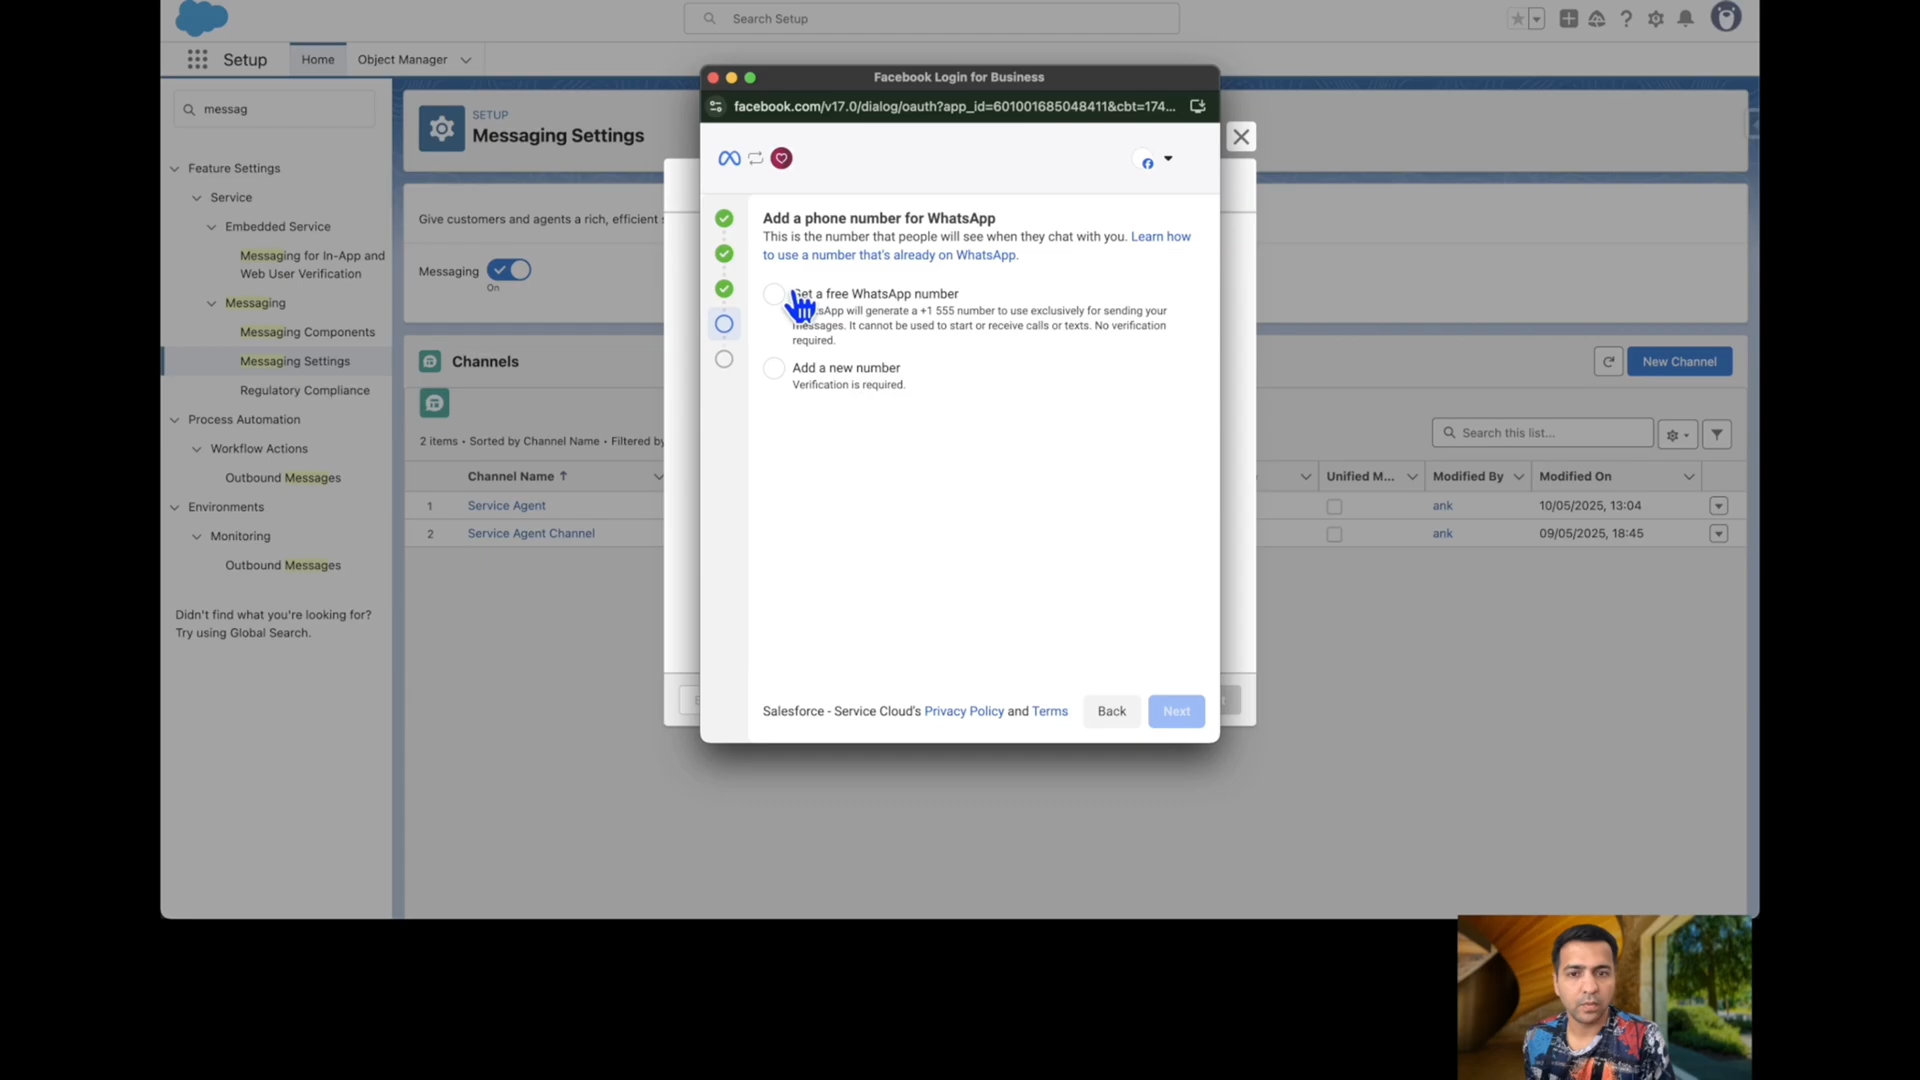 Search Setup
Setup
Home
Object Manager
messag
Feature Settings
Service
Embedded Service
Messaging for In-App and
Web User Verification
Messaging
Messaging Components
Messaging Settings
Regulatory Compliance
Process Automation
Workflow Actions
Outbound Messages
Environments
Monitoring
Outbound Messages
Didn't find what you're looking for?
Try using Global Search.
SETUP
Messaging Settings
Give customers and agents a rich, efficient
Messaging
On
Channels
New Channel
2 items • Sorted by Channel Name • Filtered by
Search this list...
Channel Name
Unified M...
Modified By
Modified On
1
Service Agent
ank
10/05/2025, 13:04
2
Service Agent Channel
ank
09/05/2025, 18:45
Facebook Login for Business
facebook.com/v17.0/dialog/oauth?app_id=601001685048411&cbt=174...
Add a phone number for WhatsApp
This is the number that people will see when they chat with you. Learn how
to use a number that's already on WhatsApp.
a free WhatsApp number
will generate a +1 555 number to use exclusively for sending your
messages. It cannot be used to start or receive calls or texts. No verification
required.
Add a new number
Verification is required.
Salesforce - Service Cloud's Privacy Policy and Terms
Back
Next